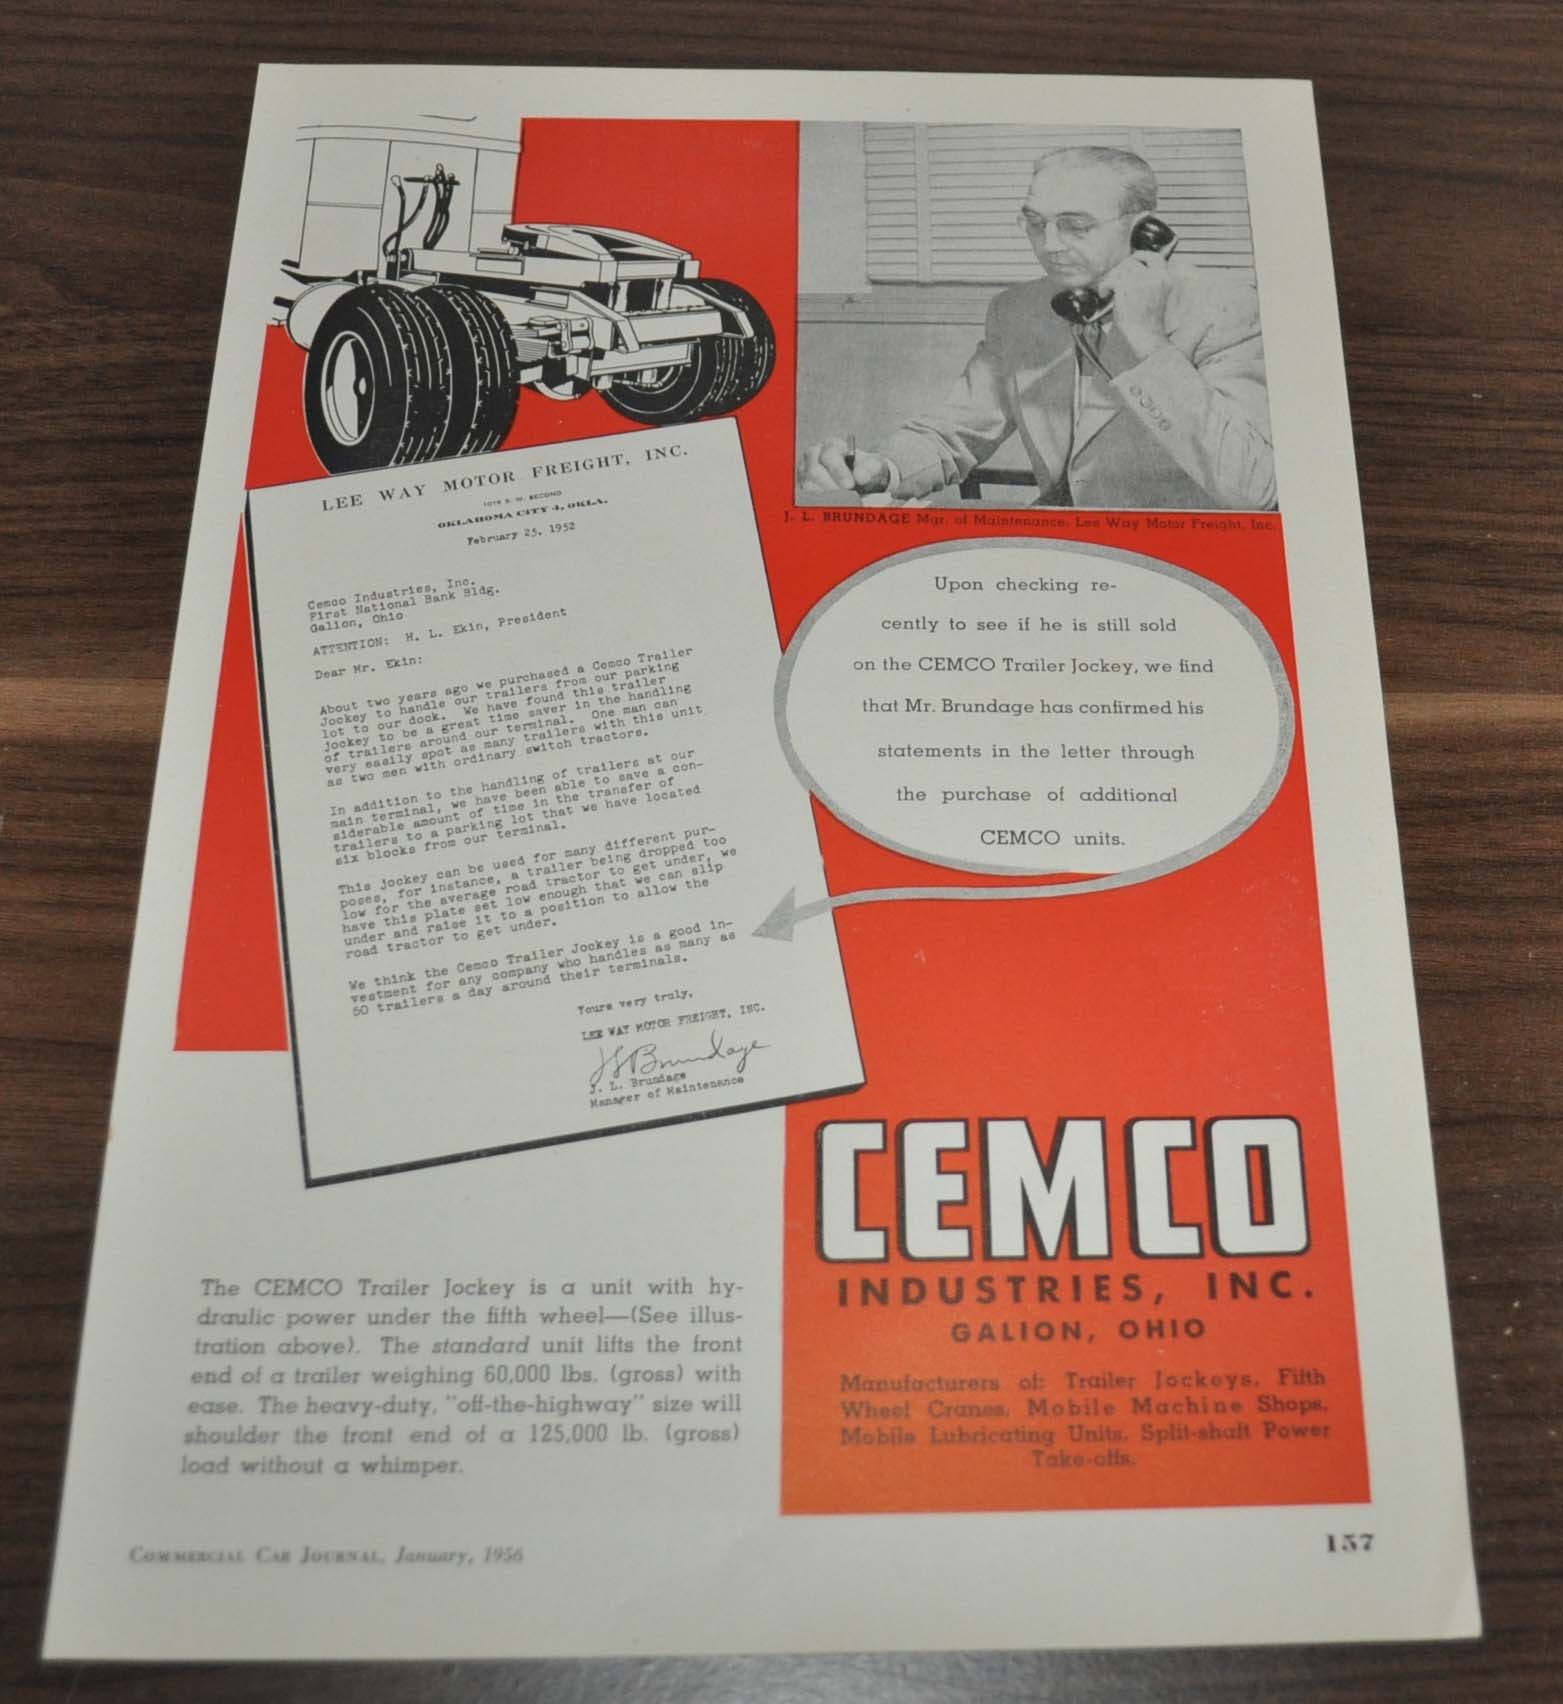 LEE WAY MOTOR FREIGHT, INC.
1016 S. W. SECOND
OKLAHOMA CITY 4, OKLA.
February 25, 1952
Cemco Industries, Inc.
First National Bank Bldg.
Galion, Ohio
ATTENTION: H. L. Ekin, President
Dear Mr. Ekin:
About two years ago we purchased a Cemco Trailer
Jockey to handle our trailers from our parking
lot to our dock. We have found this trailer
jockey to be a great time saver in the handling
of trailers around our terminal. One man can
very easily spot as many trailers with this unit
as two men with ordinary switch tractors.
In addition to the handling of trailers at our
main terminal, we have been able to save a con-
siderable amount of time in the transfer of
trailers to a parking lot that we have located
six blocks from our terminal.
This jockey can be used for many different pur-
poses, for instance, a trailer being dropped too
low for the average road tractor to get under, we
have this plate set low enough that we can slip
under and raise it to a position to allow the
road tractor to get under.
We think the Cemco Trailer Jockey is a good in-
vestment for any company who handles as many as
50 trailers a day around their terminals.
Yours very truly,
LEE WAY MOTOR FREIGHT, INC.
J L Brundage
J. L. Brundage
Manager of Maintenance
J. L. BRUNDAGE Mgr. of Maintenance, Lee Way Motor Freight, Inc.
Upon checking re-
cently to see if he is still sold
on the CEMCO Trailer Jockey, we find
that Mr. Brundage has confirmed his
statements in the letter through
the purchase of additional
CEMCO units.
The CEMCO Trailer Jockey is a unit with hy-
draulic power under the fifth wheel—(See illus-
tration above). The standard unit lifts the front
end of a trailer weighing 60,000 lbs. (gross) with
ease. The heavy-duty, "off-the-highway" size will
shoulder the front end of a 125,000 lb. (gross)
load without a whimper.
CEMCO
INDUSTRIES, INC.
GALION, OHIO
Manufacturers of: Trailer Jockeys, Fifth
Wheel Cranes, Mobile Machine Shops,
Mobile Lubricating Units, Split-shaft Power
Take-offs.
COMMERCIAL CAR JOURNAL, January, 1956
157